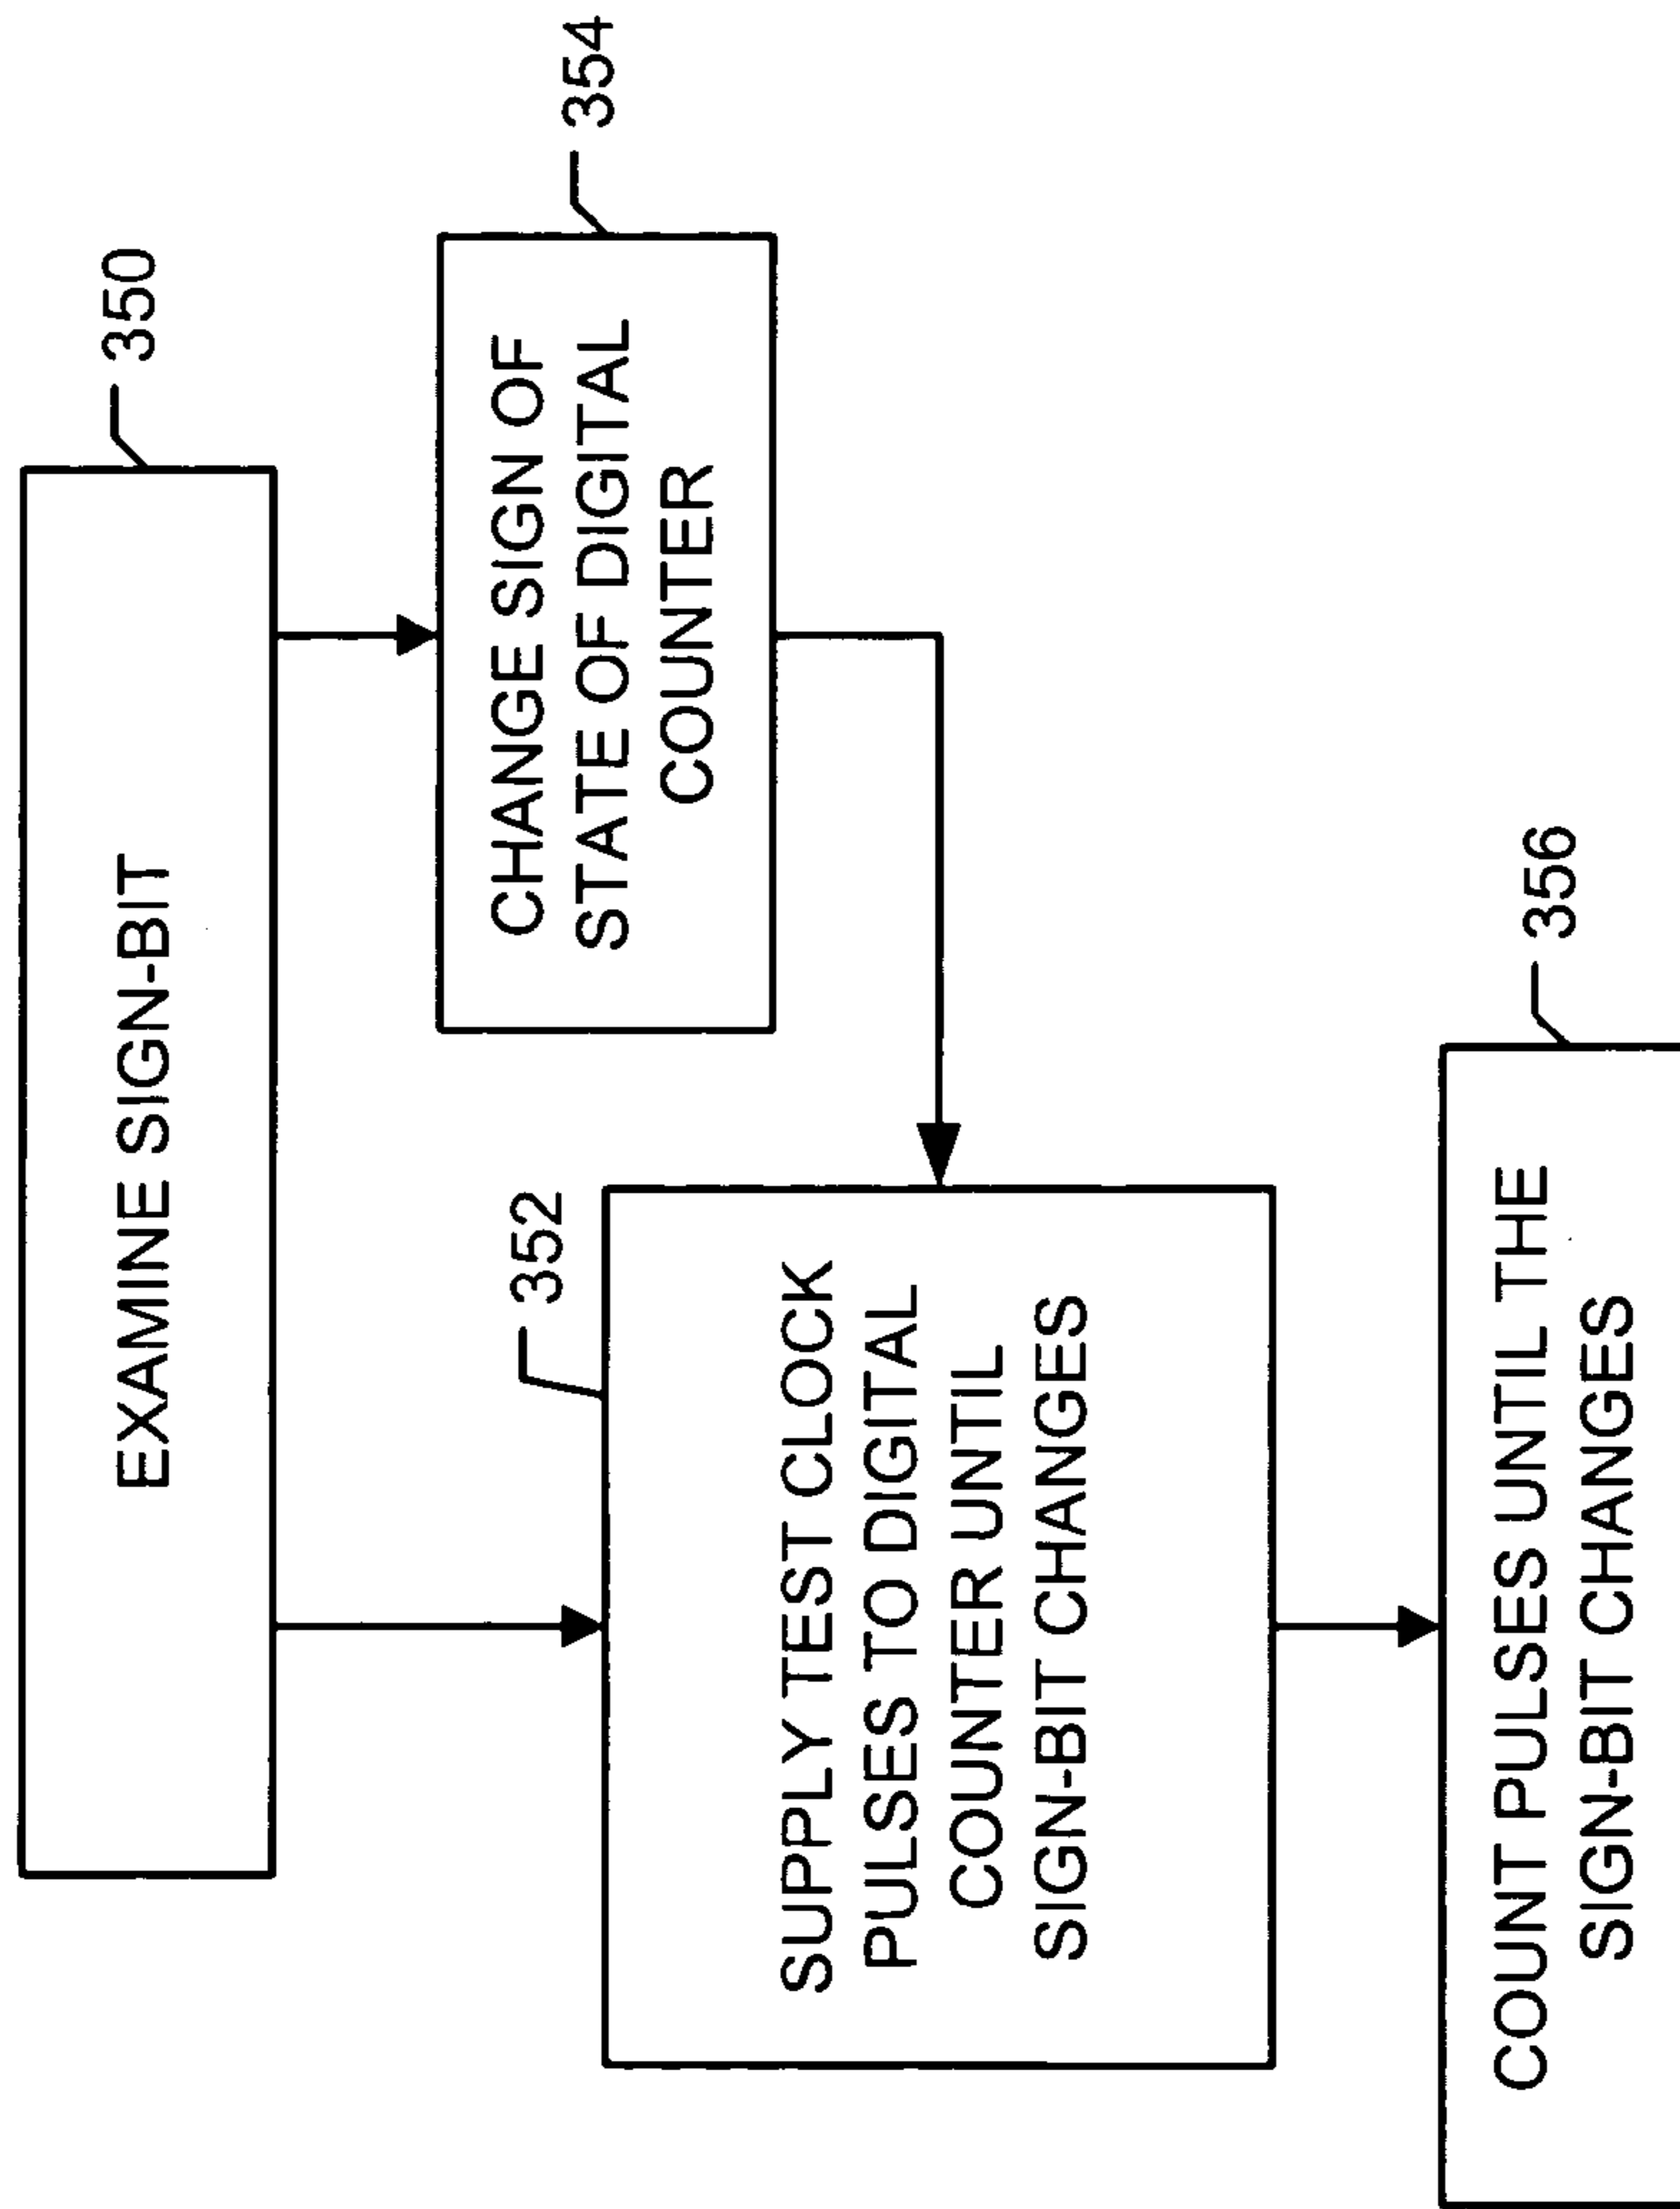 EXAMINE SIGN-BIT
350
CHANGE SIGN OF
STATE OF DIGITAL
COUNTER
354
352
SUPPLY TEST CLOCK
PULSES TO DIGITAL
COUNTER UNTIL
SIGN-BIT CHANGES
COUNT PULSES UNTIL THE
SIGN-BIT CHANGES
356